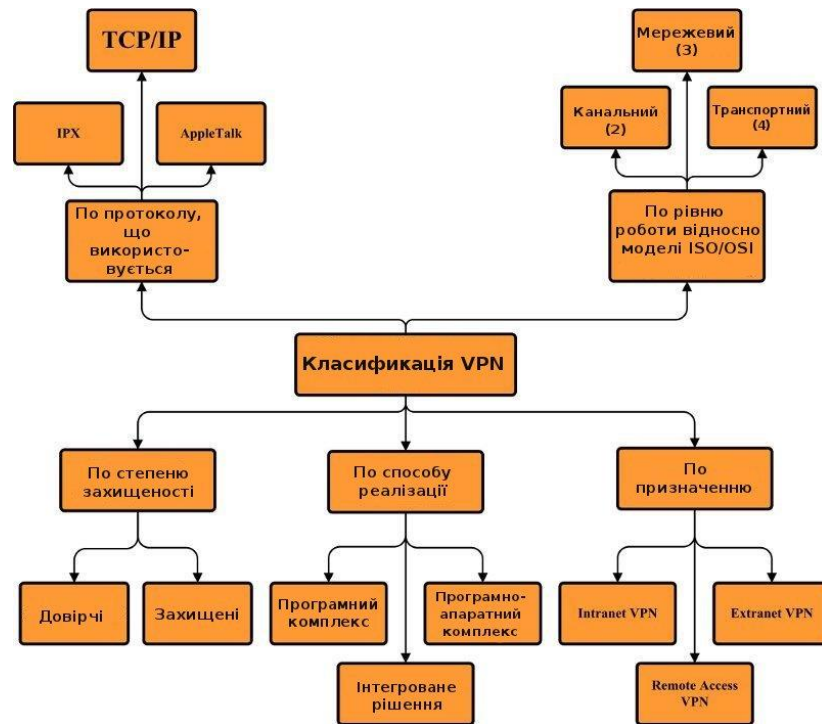 TCP/IP
Мережевий
(3)
IPX
AppleTalk
Канальний
(2)
Транспортний
(4)
По протоколу,
що
використо-
вується
По рівню
роботи відносно
моделі ISO/OSI
Класифікація VPN
По степеню
захищеності
По способу
реалізації
По
призначенню
Довірчі
Захищені
Програмний
комплекс
Програмно-
апаратний
комплекс
Intranet VPN
Extranet VPN
Інтегроване
рішення
Remote Access
VPN